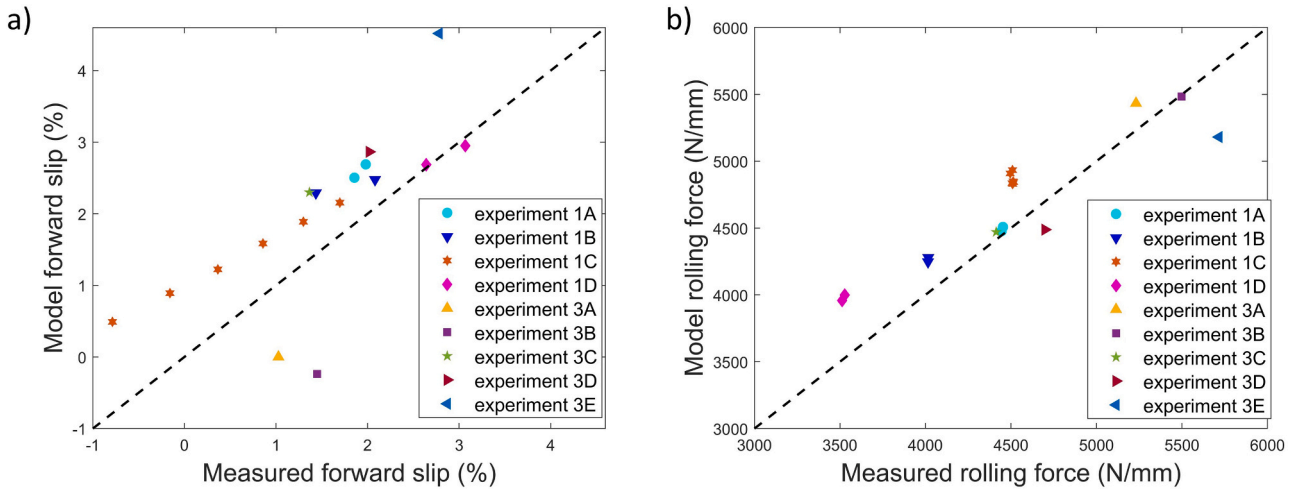 a)
Model forward slip (%)
4
3
2
1
0
-1
-1
0
1
2
3
4
Measured forward slip (%)
experiment 1A
experiment 1B
experiment 1C
experiment 1D
experiment 3A
experiment 3B
experiment 3C
experiment 3D
experiment 3E
b)
Model rolling force (N/mm)
6000
5500
5000
4500
4000
3500
3000
3000
3500
4000
4500
5000
5500
6000
Measured rolling force (N/mm)
experiment 1A
experiment 1B
experiment 1C
experiment 1D
experiment 3A
experiment 3B
experiment 3C
experiment 3D
experiment 3E